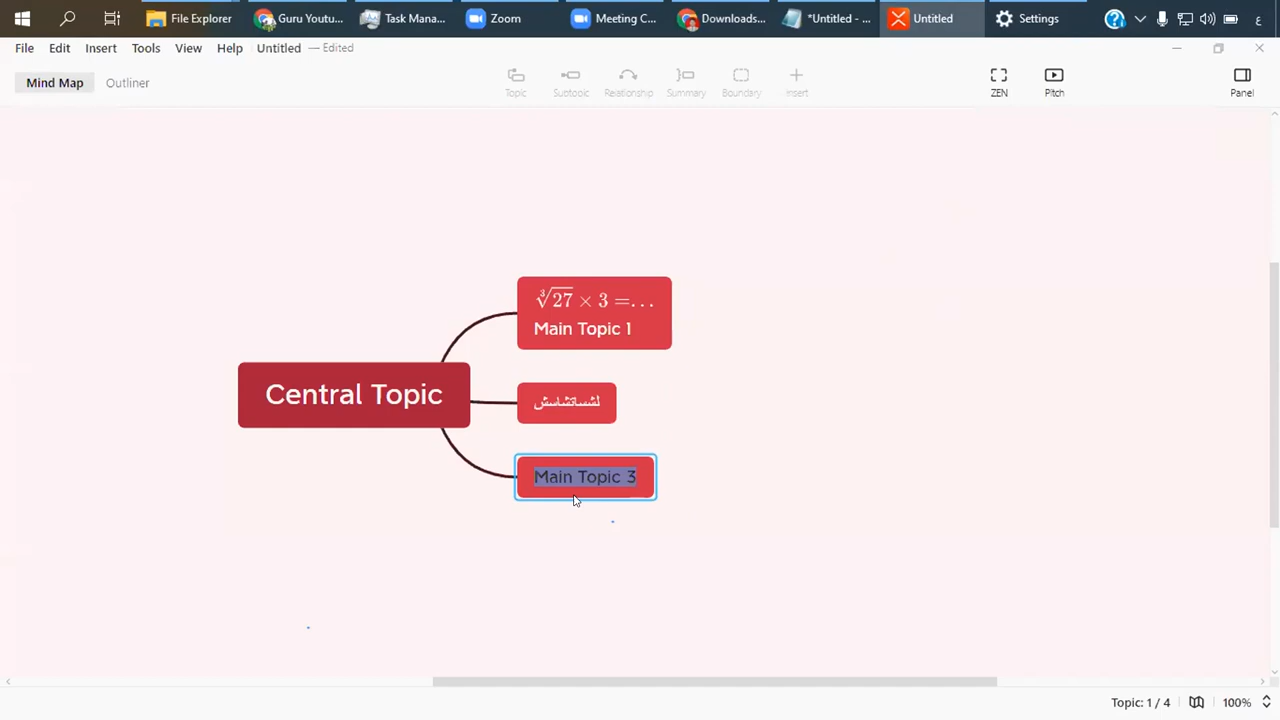 File Explorer
Guru Youtu...
Task Mana...
Zoom
Meeting C...
Downloads...
*Untitled - ...
Untitled
Settings
ع
File Edit Insert Tools View Help Untitled — Edited
Mind Map Outliner
Topic Subtopic Relationship Summary Boundary Insert
ZEN Pitch Panel
∛27 × 3 =...
Main Topic 1
Central Topic
لشساتشاسش
Main Topic 3
Topic: 1 / 4 100%